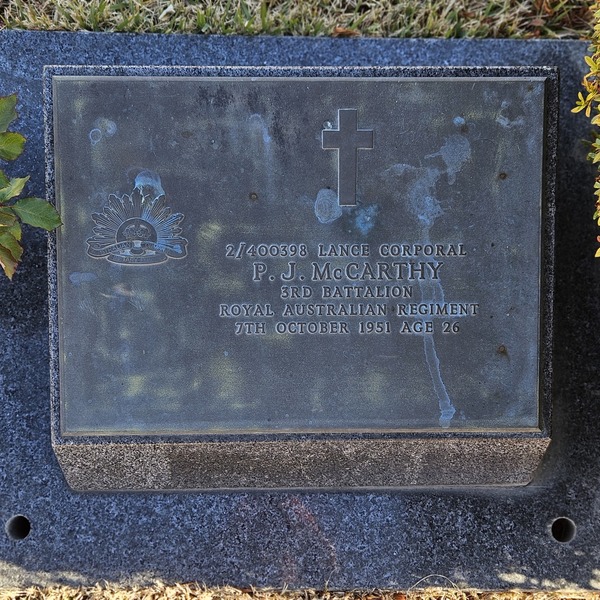 2/400398 LANCE CORPORAL
P. J. McCARTHY
3RD BATTALION
ROYAL AUSTRALIAN REGIMENT
7TH OCTOBER 1951 AGE 26